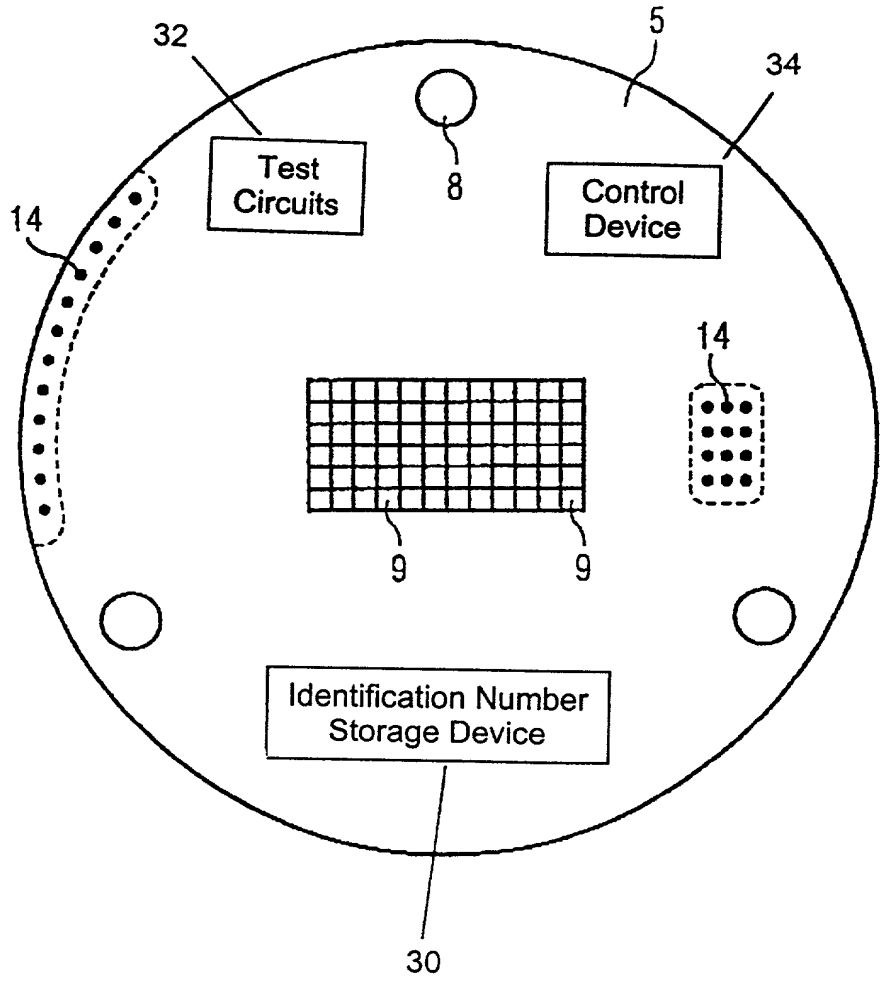 5
32
34
Test
Circuits
8
Control
Device
14
14
9
9
Identification Number
Storage Device
30